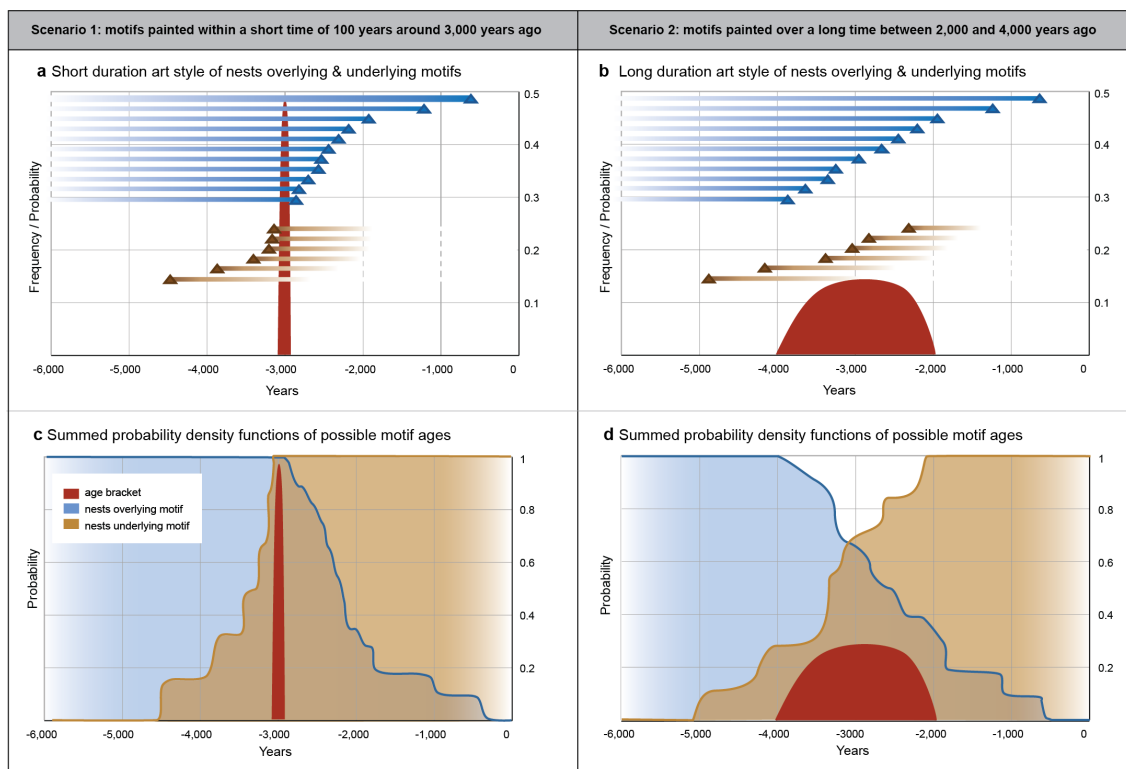 Scenario 1: motifs painted within a short time of 100 years around 3,000 years ago
Scenario 2: motifs painted over a long time between 2,000 and 4,000 years ago
a Short duration art style of nests overlying & underlying motifs
Frequency / Probability
0.5
0.4
0.3
0.2
0.1
-6,000 -5,000 -4,000 -3,000 -2,000 -1,000 0
Years
b Long duration art style of nests overlying & underlying motifs
Frequency / Probability
0.5
0.4
0.3
0.2
0.1
-6,000 -5,000 -4,000 -3,000 -2,000 -1,000 0
Years
c Summed probability density functions of possible motif ages
age bracket
nests overlying motif
nests underlying motif
Probability
1
0.8
0.6
0.4
0.2
-6,000 -5,000 -4,000 -3,000 -2,000 -1,000 0
Years
d Summed probability density functions of possible motif ages
Probability
1
0.8
0.6
0.4
0.2
-6,000 -5,000 -4,000 -3,000 -2,000 -1,000 0
Years